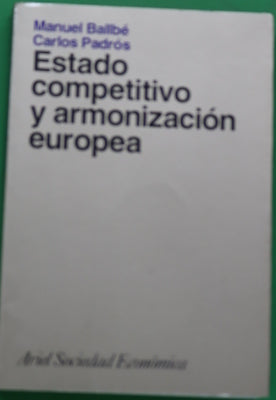 Manuel Ballbé
Carlos Padrós
Estado
competitivo
y armonización
europea
Ariel Sociedad Económica